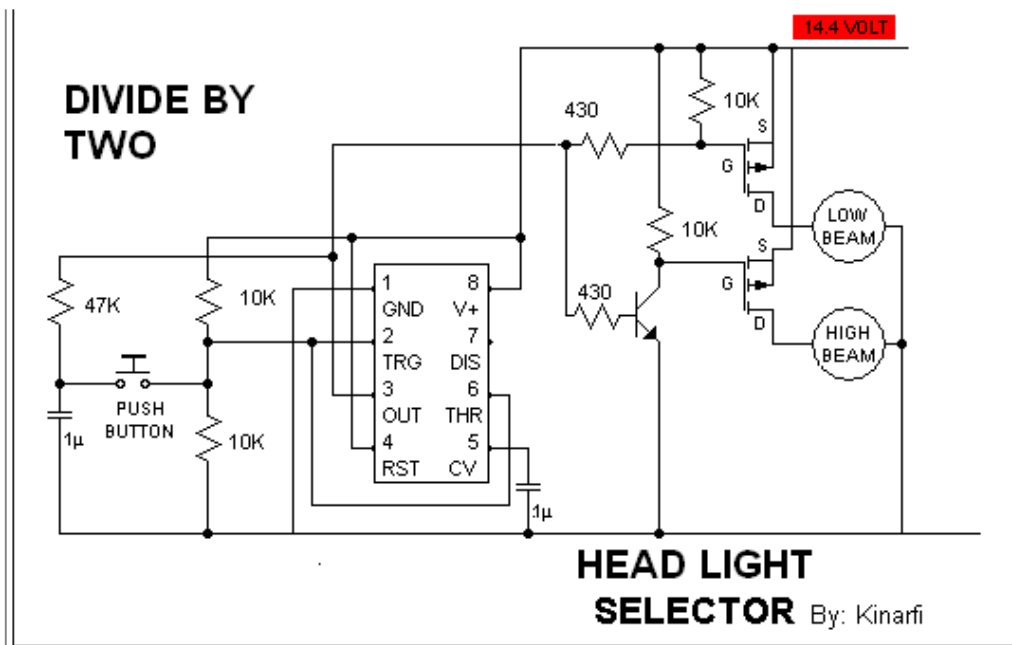 14.4 VOLT
DIVIDE BY
TWO
430
10K
S
G
D
LOW
BEAM
10K
S
G
D
HIGH
BEAM
430
47K
10K
1
8
GND
V+
2
7
TRG
DIS
3
6
OUT
THR
4
5
RST
CV
PUSH
BUTTON
1µ
10K
.1µ
HEAD LIGHT
SELECTOR By: Kinarfi